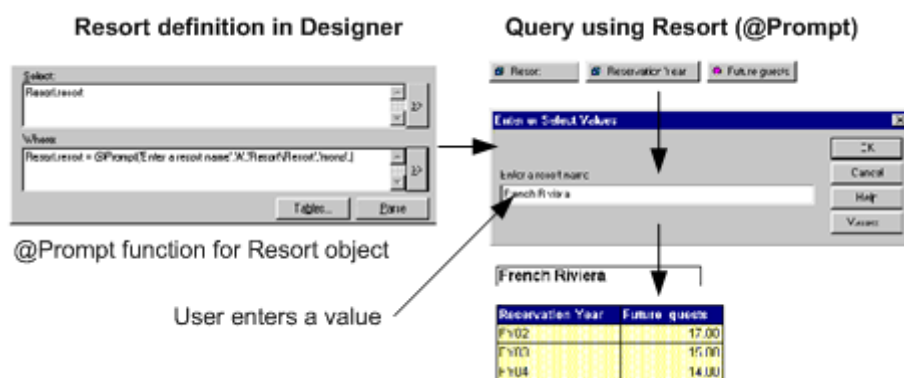 Resort definition in Designer
Query using Resort (@Prompt)
Select:
Resort.resort
>>
Where:
Resort.resort = @Prompt('Enter a resort name','A','Resort\Resort','mono',)
>>
Tables...
Parse
@Prompt function for Resort object
User enters a value
Resort
Reservation Year
Future guests
Enter or Select Values
Enter a resort name
French Riviera
OK
Cancel
Help
Values
French Riviera
Reservation Year Future guests
FY02 17.00
FY03 15.00
FY04 14.00